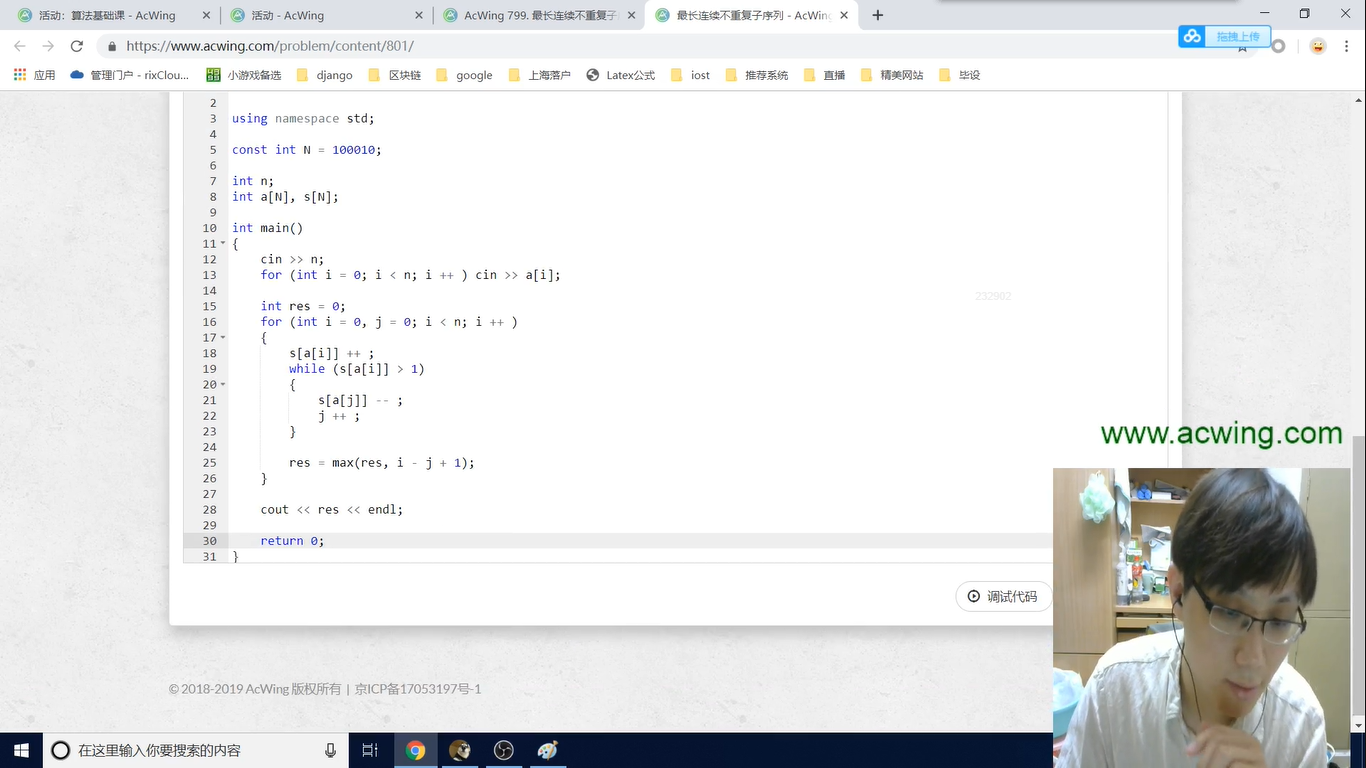 活动：算法基础课 - AcWing
活动 - AcWing
AcWing 799. 最长连续不重复子
最长连续不重复子序列 - AcWing
https://www.acwing.com/problem/content/801/
拖拽上传
应用
管理门户 - rixClou...
小游戏备选
django
区块链
google
上海落户
Latex公式
iost
推荐系统
直播
精美网站
毕设
2
3 using namespace std;
4
5 const int N = 100010;
6
7 int n;
8 int a[N], s[N];
9
10 int main()
11 {
12 cin >> n;
13 for (int i = 0; i < n; i ++ ) cin >> a[i];
14
15 int res = 0;
16 for (int i = 0, j = 0; i < n; i ++ )
17 {
18 s[a[i]] ++ ;
19 while (s[a[i]] > 1)
20 {
21 s[a[j]] -- ;
22 j ++ ;
23 }
24
25 res = max(res, i - j + 1);
26 }
27
28 cout << res << endl;
29
30 return 0;
31 }
232902
www.acwing.com
调试代码
© 2018-2019 AcWing 版权所有 | 京ICP备17053197号-1
在这里输入你要搜索的内容